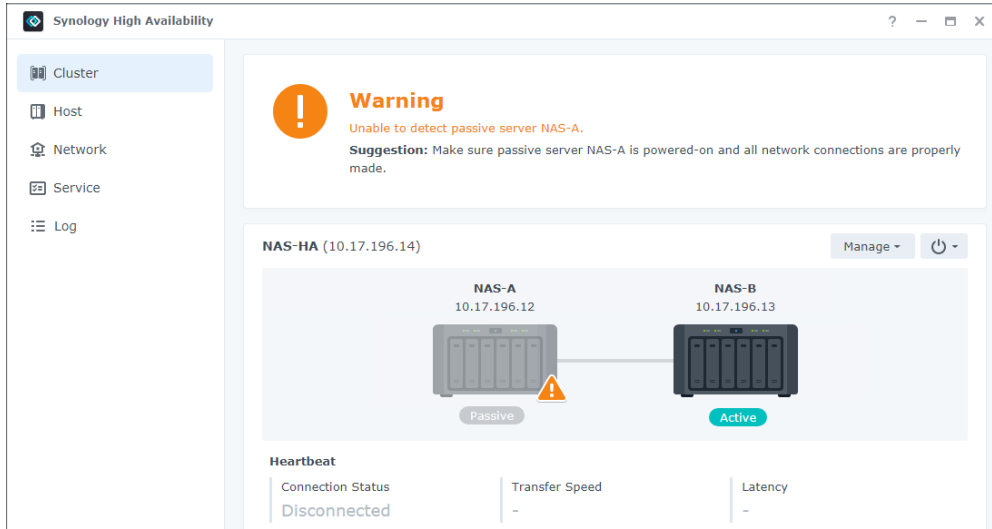 Synology High Availability
Cluster
Host
Network
Service
Log
Warning
Unable to detect passive server NAS-A.
Suggestion: Make sure passive server NAS-A is powered-on and all network connections are properly
made.
NAS-HA (10.17.196.14)
Manage
NAS-A
10.17.196.12
Passive
NAS-B
10.17.196.13
Active
Heartbeat
Connection Status
Disconnected
Transfer Speed
-
Latency
-